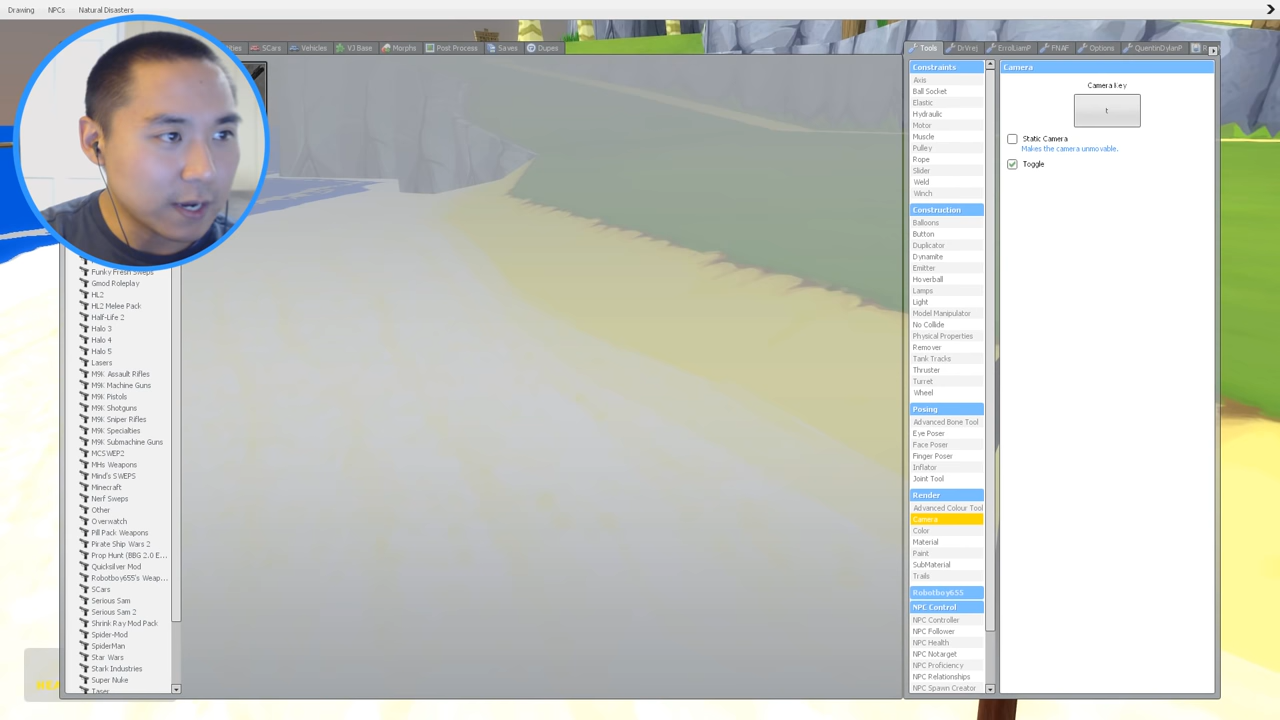 Drawing NPCs Natural Disasters
SCars Vehicles VJ Base Morphs Post Process Saves Dupes
Tools DrVrej ErrolLiamP FNAF Options QuentinDylanP
Funky Fresh Sweps
Gmod Roleplay
HL2
HL2 Melee Pack
Half-Life 2
Halo 3
Halo 4
Halo 5
Lasers
M9K Assault Rifles
M9K Machine Guns
M9K Pistols
M9K Shotguns
M9K Sniper Rifles
M9K Specialties
M9K Submachine Guns
MCSWEP2
MHs Weapons
Mind's SWEPS
Minecraft
Nerf Sweps
Other
Overwatch
Pill Pack Weapons
Pirate Ship Wars 2
Prop Hunt (BBG 2.0 E...
Quicksilver Mod
Robotboy655's Weap...
SCars
Serious Sam
Serious Sam 2
Shrink Ray Mod Pack
Spider-Mod
SpiderMan
Star Wars
Stark Industries
Super Nuke
Taser
Constraints
Axis
Ball Socket
Elastic
Hydraulic
Motor
Muscle
Pulley
Rope
Slider
Weld
Winch
Construction
Balloons
Button
Duplicator
Dynamite
Emitter
Hoverball
Lamps
Light
Model Manipulator
No Collide
Physical Properties
Remover
Tank Tracks
Thruster
Turret
Wheel
Posing
Advanced Bone Tool
Eye Poser
Face Poser
Finger Poser
Inflator
Joint Tool
Render
Advanced Colour Tool
Camera
Color
Material
Paint
SubMaterial
Trails
Robotboy655
NPC Control
NPC Controller
NPC Follower
NPC Health
NPC Notarget
NPC Proficiency
NPC Relationships
NPC Spawn Creator
Camera
Camera Key
t
Static Camera
Makes the camera unmovable.
Toggle